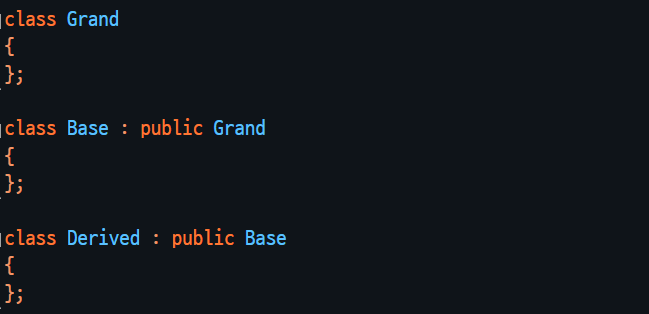 class Grand
{
};
class Base : public Grand
{
};
class Derived : public Base
{
};